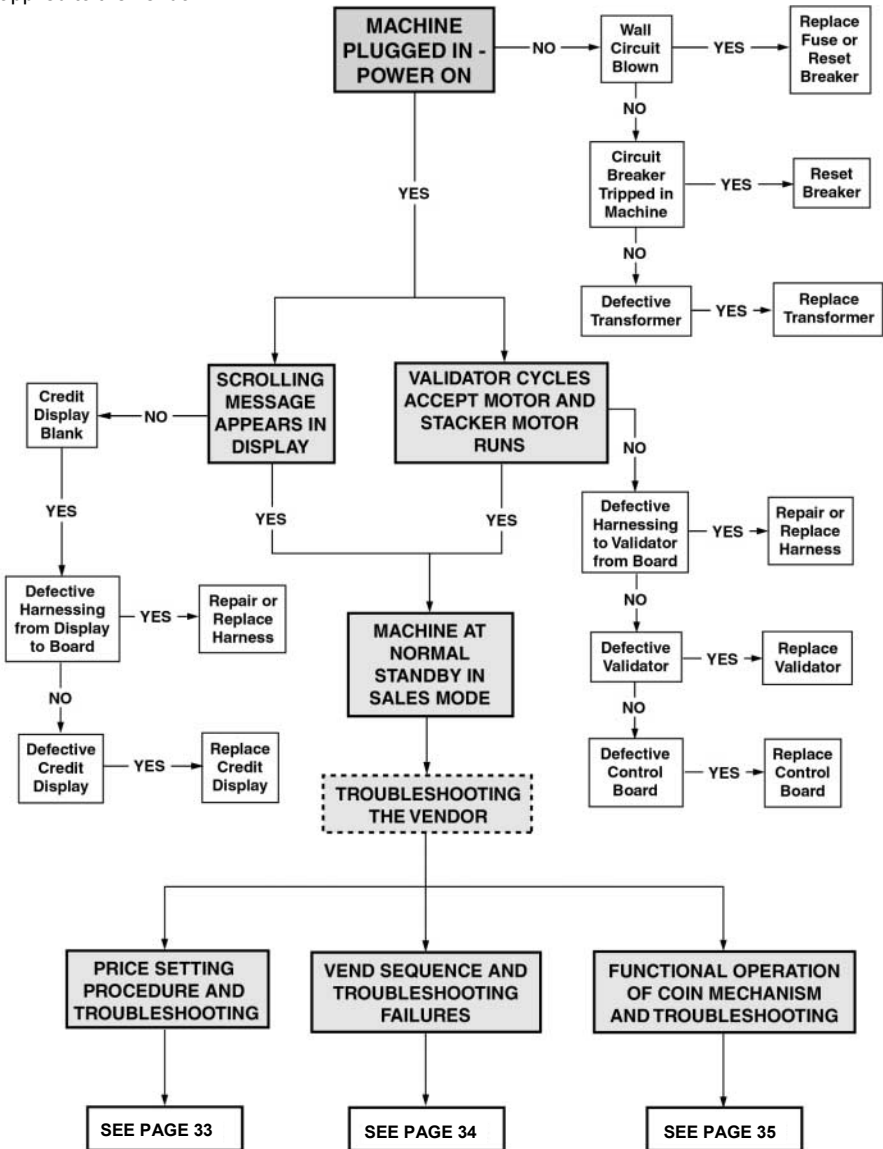 MACHINE
PLUGGED IN -
POWER ON
NO
Wall
Circuit
Blown
YES
Replace
Fuse or
Reset
Breaker
NO
YES
Circuit
Breaker
Tripped in
Machine
YES
Reset
Breaker
NO
Defective
Transformer
YES
Replace
Transformer
SCROLLING
MESSAGE
APPEARS IN
DISPLAY
VALIDATOR CYCLES
ACCEPT MOTOR AND
STACKER MOTOR
RUNS
NO
Credit
Display
Blank
NO
YES
YES
YES
Defective
Harnessing
to Validator
from Board
YES
Repair or
Replace
Harness
Defective
Harnessing
from Display
to Board
YES
Repair or
Replace
Harness
NO
MACHINE AT
NORMAL
STANDBY IN
SALES MODE
Defective
Validator
YES
Replace
Validator
NO
NO
Defective
Credit
Display
YES
Replace
Credit
Display
Defective
Control
Board
YES
Replace
Control
Board
TROUBLESHOOTING
THE VENDOR
PRICE SETTING
PROCEDURE AND
TROUBLESHOOTING
VEND SEQUENCE AND
TROUBLESHOOTING
FAILURES
FUNCTIONAL OPERATION
OF COIN MECHANISM
AND TROUBLESHOOTING
SEE PAGE 33
SEE PAGE 34
SEE PAGE 35